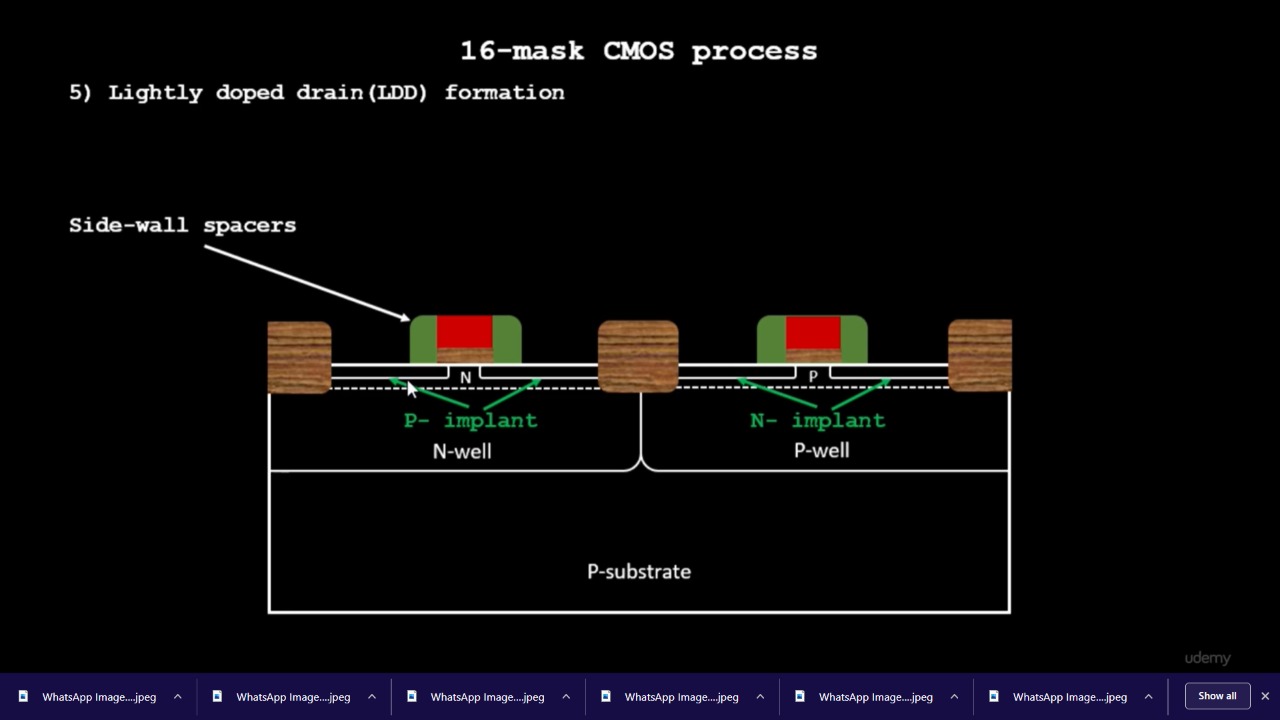 16-mask CMOS process
5) Lightly doped drain(LDD) formation
Side-wall spacers
N
P
P- implant
N- implant
N-well
P-well
P-substrate
udemy
WhatsApp Image....jpeg
WhatsApp Image....jpeg
WhatsApp Image....jpeg
WhatsApp Image....jpeg
WhatsApp Image....jpeg
WhatsApp Image....jpeg
Show all